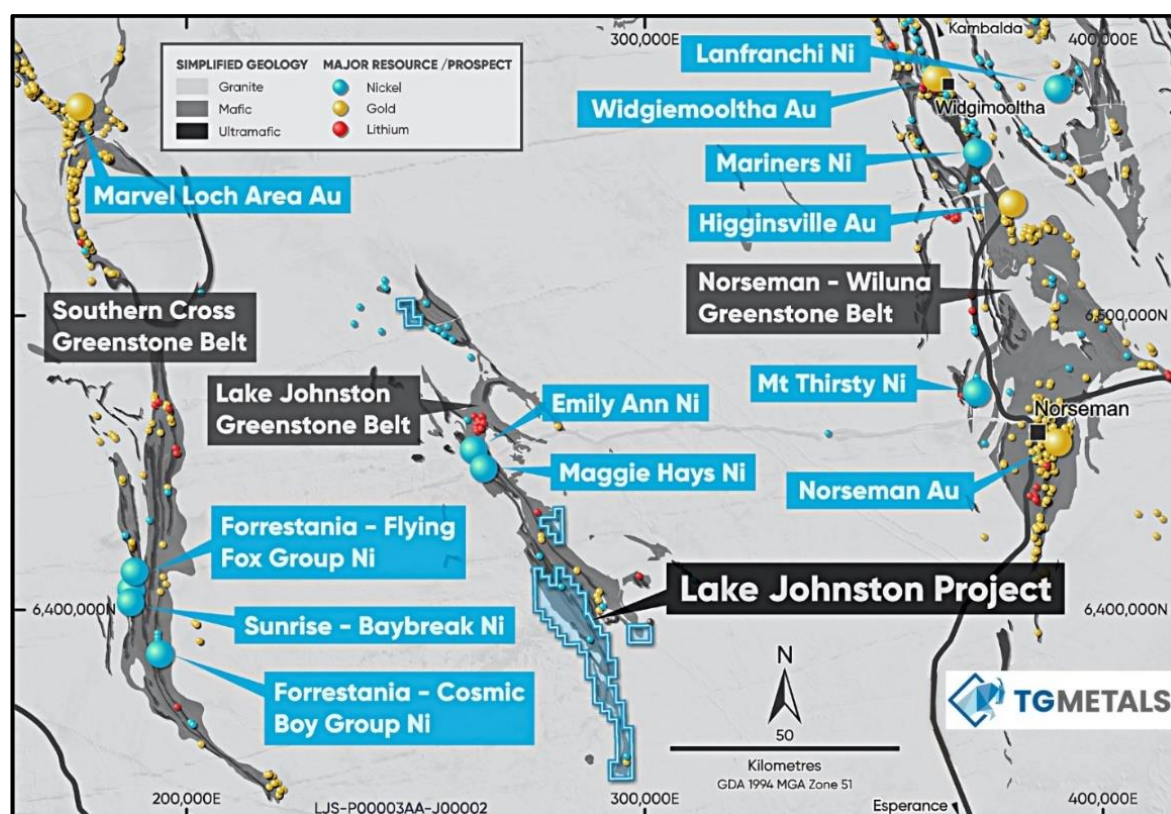 SIMPLIFIED GEOLOGY
Granite
Mafic
Ultramafic
MAJOR RESOURCE / PROSPECT
Nickel
Gold
Lithium
300,000E
Kambalda
400,000E
Lanfranchi Ni
Widgiemooltha Au
Widgimooltha
Mariners Ni
Marvel Loch Area Au
Higginsville Au
Norseman - Wiluna
Greenstone Belt
Southern Cross
Greenstone Belt
6,500,000N
Lake Johnston
Greenstone Belt
Emily Ann Ni
Mt Thirsty Ni
Norseman
Maggie Hays Ni
Norseman Au
Forrestania - Flying
Fox Group Ni
Lake Johnston Project
6,400,000N
6,400,000N
Sunrise - Baybreak Ni
Forrestania - Cosmic
Boy Group Ni
N
50
Kilometres
GDA 1994 MGA Zone 51
TGMETALS
200,000E
LJS-P00003AA-J00002
300,000E
Esperance
400,000E